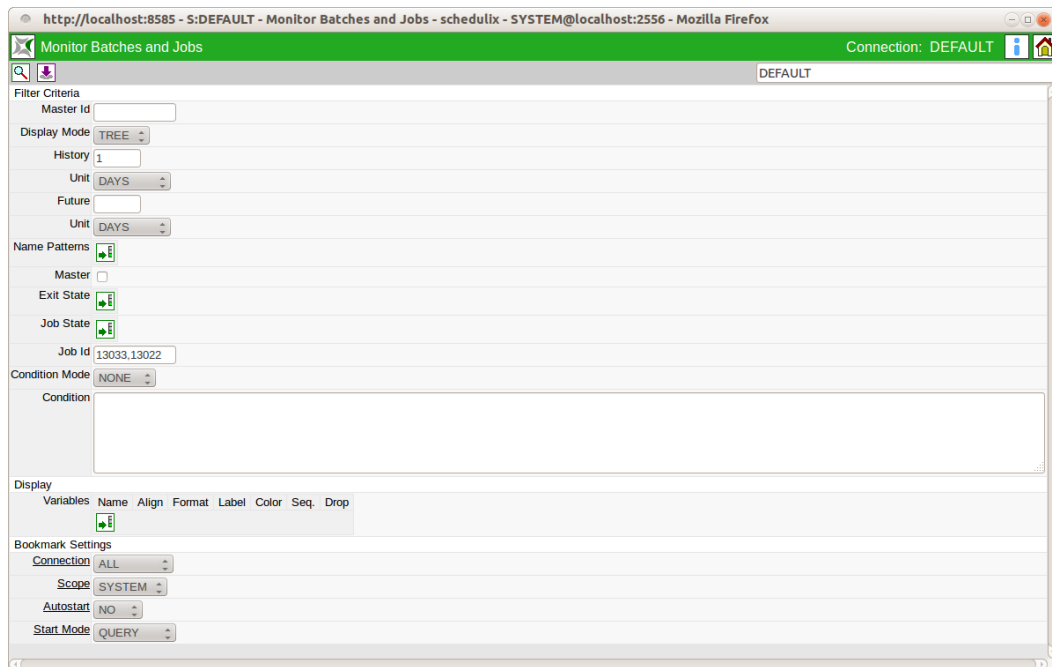 http://localhost:8585 - S:DEFAULT - Monitor Batches and Jobs - schedulix - SYSTEM@localhost:2556 - Mozilla Firefox
Monitor Batches and Jobs Connection: DEFAULT
DEFAULT
Filter Criteria
Master Id
Display Mode TREE
History 1
Unit DAYS
Future
Unit DAYS
Name Patterns
Master
Exit State
Job State
Job Id 13033,13022
Condition Mode NONE
Condition
Display
Variables Name Align Format Label Color Seq. Drop
Bookmark Settings
Connection ALL
Scope SYSTEM
Autostart NO
Start Mode QUERY